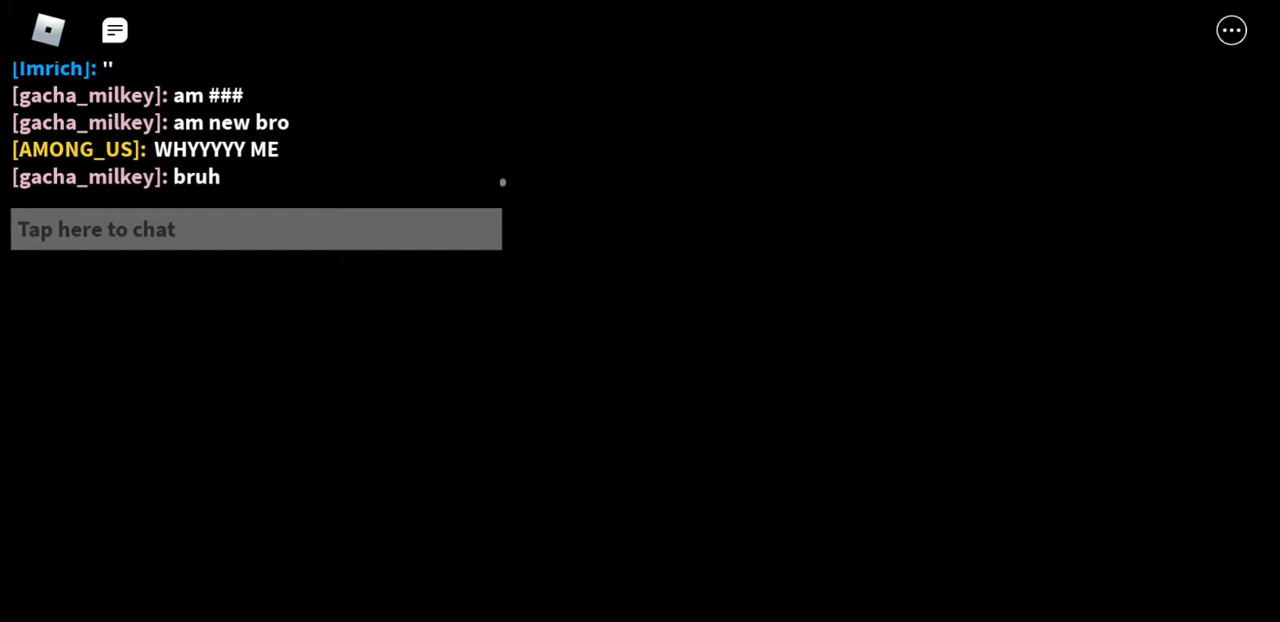 [Imrich]: "
[gacha_milkey]: am ###
[gacha_milkey]: am new bro
[AMONG_US]: WHYYYYY ME
[gacha_milkey]: bruh
Tap here to chat